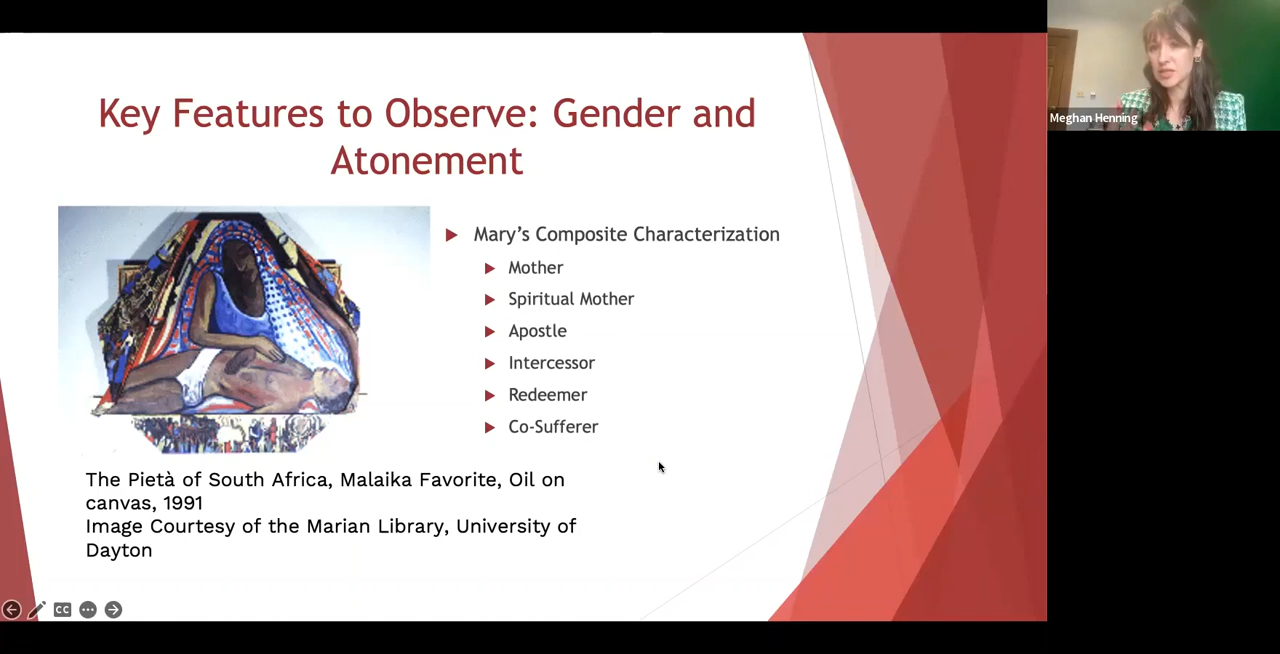 Key Features to Observe: Gender and
Atonement
Mary’s Composite Characterization
Mother
Spiritual Mother
Apostle
Intercessor
Redeemer
Co-Sufferer
The Pietà of South Africa, Malaika Favorite, Oil on
canvas, 1991
Image Courtesy of the Marian Library, University of
Dayton
Meghan Henning
CC